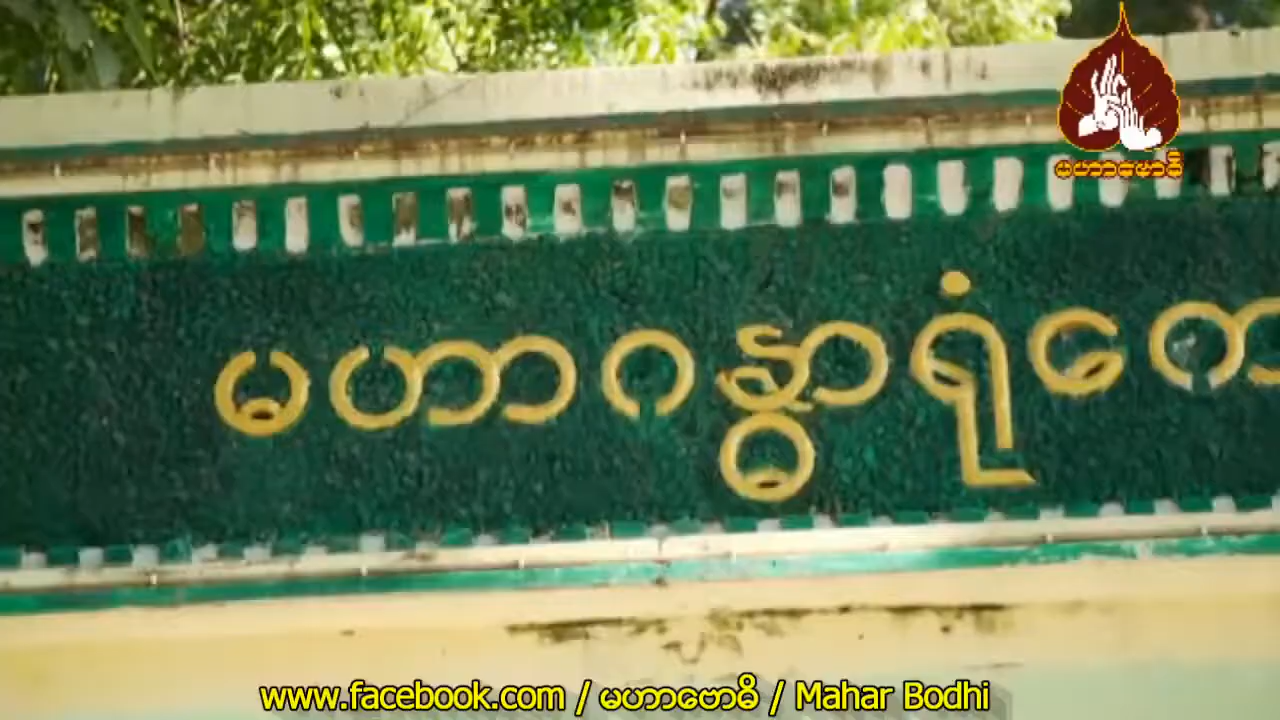 မဟာဗောဓိ
မဟာဂန္ဓာရုံကျော
www.facebook.com / မဟာဗောဓိ / Mahar Bodhi